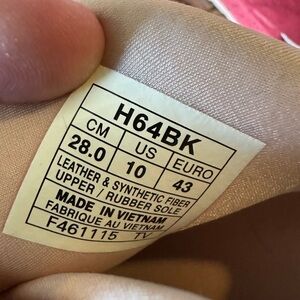 H64BK
CM US EURO
28.0 10 43
LEATHER & SYNTHETIC FIBER
UPPER / RUBBER SOLE
MADE IN VIETNAM
FABRIQUE AU VIETNAM
F461115 TV